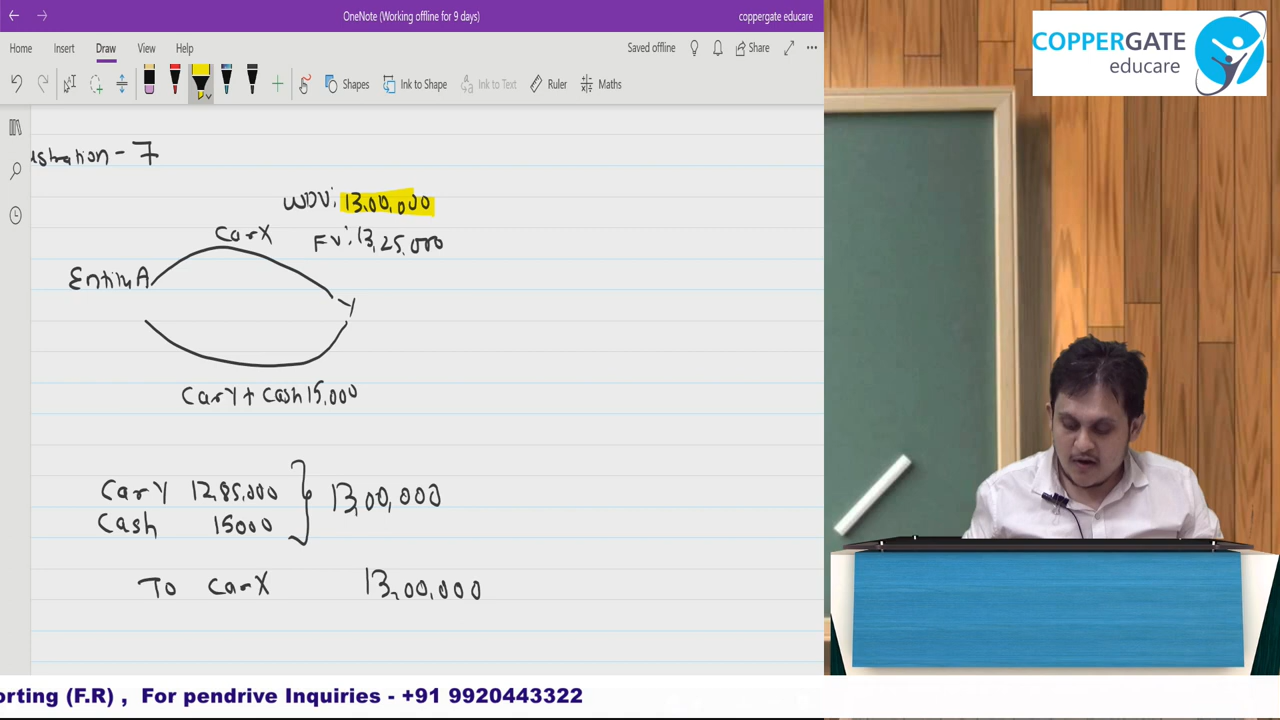 OneNote (Working offline for 9 days)
coppergate educare
Home Insert Draw View Help
Saved offline
Share
Shapes
Ink to Shape
Ink to Text
Ruler
Maths
COPPERGATE
educare
ustration - 7
WDV: 13,00,000
Car X
FV: 13,25,000
Entity A
Y
Car Y + Cash 15,000
Car Y 1285,000
Cash 15000
13,00,000
To Car X 13,00,000
orting (F.R) , For pendrive Inquiries - +91 9920443322